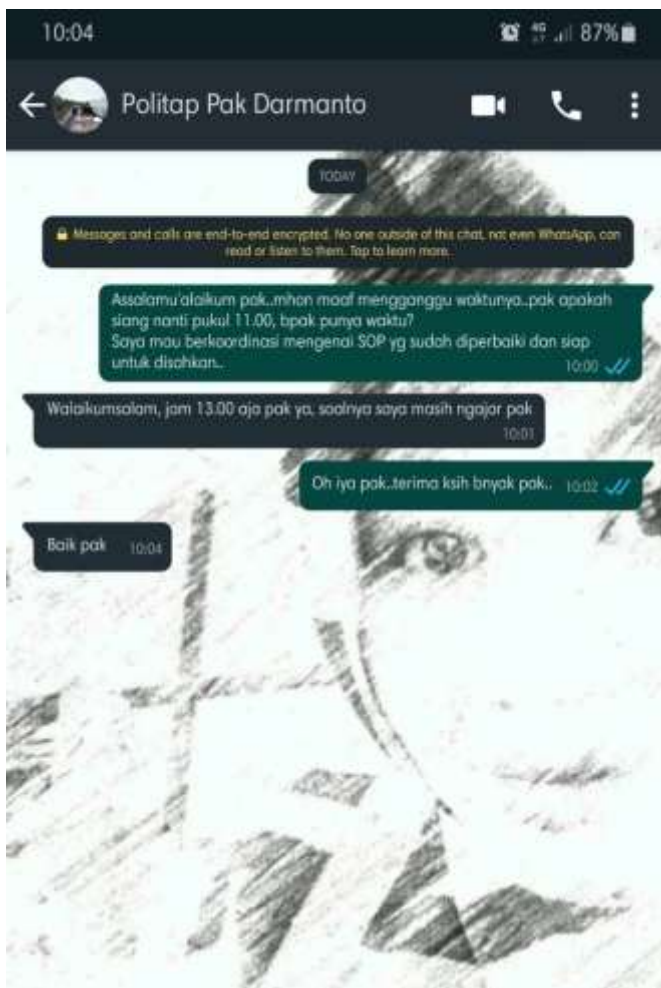 10:04
4G 87%
Politap Pak Darmanto
TODAY
Messages and calls are end-to-end encrypted. No one outside of this chat, not even WhatsApp, can
read or listen to them. Tap to learn more.
Assalamu'alaikum pak..mhon maaf mengganggu waktunya..pak apakah
siang nanti pukul 11.00, bpak punya waktu?
Saya mau berkoordinasi mengenai SOP yg sudah diperbaiki dan siap
untuk disahkan..
10:00
Walaikumsalam, jam 13.00 aja pak ya, soalnya saya masih ngajar pak
10:01
Oh iya pak..terima ksih bnyak pak.. 10:02
Baik pak 10:04